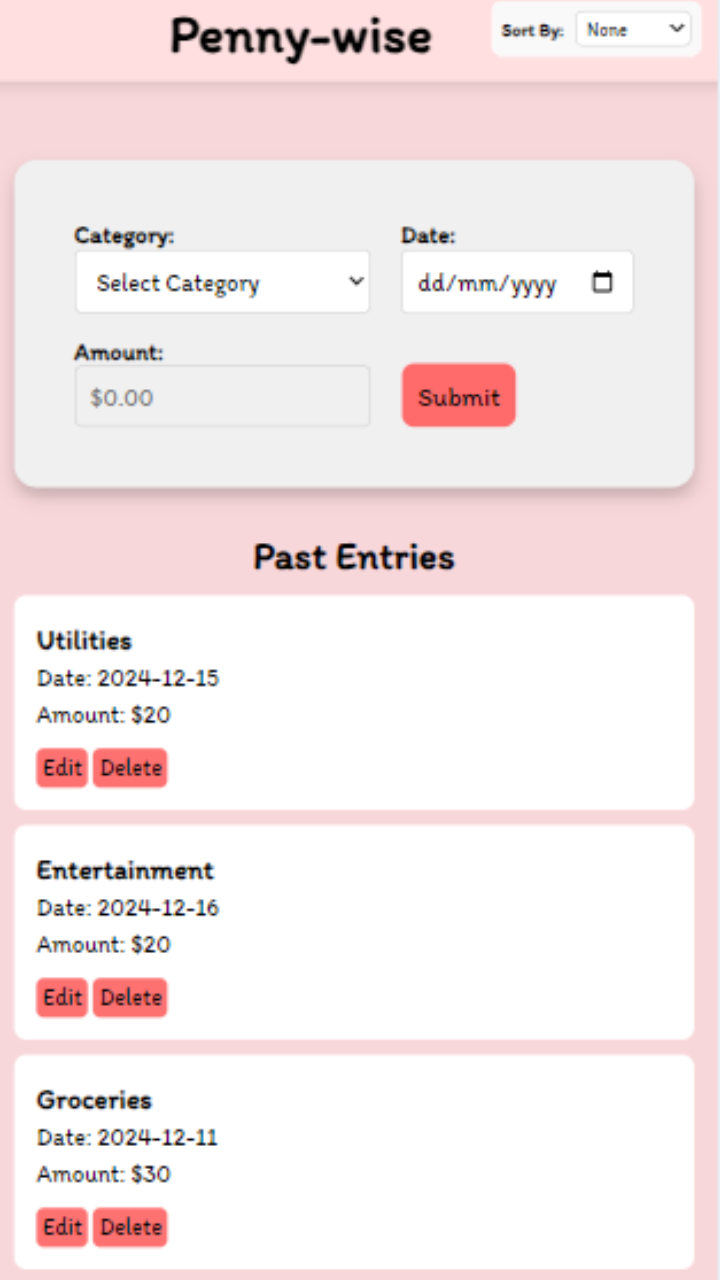 Penny-wise
Sort By: None
Category: Date:
Select Category dd/mm/yyyy
Amount:
$0.00 Submit
Past Entries
Utilities
Date: 2024-12-15
Amount: $20
Edit Delete
Entertainment
Date: 2024-12-16
Amount: $20
Edit Delete
Groceries
Date: 2024-12-11
Amount: $30
Edit Delete